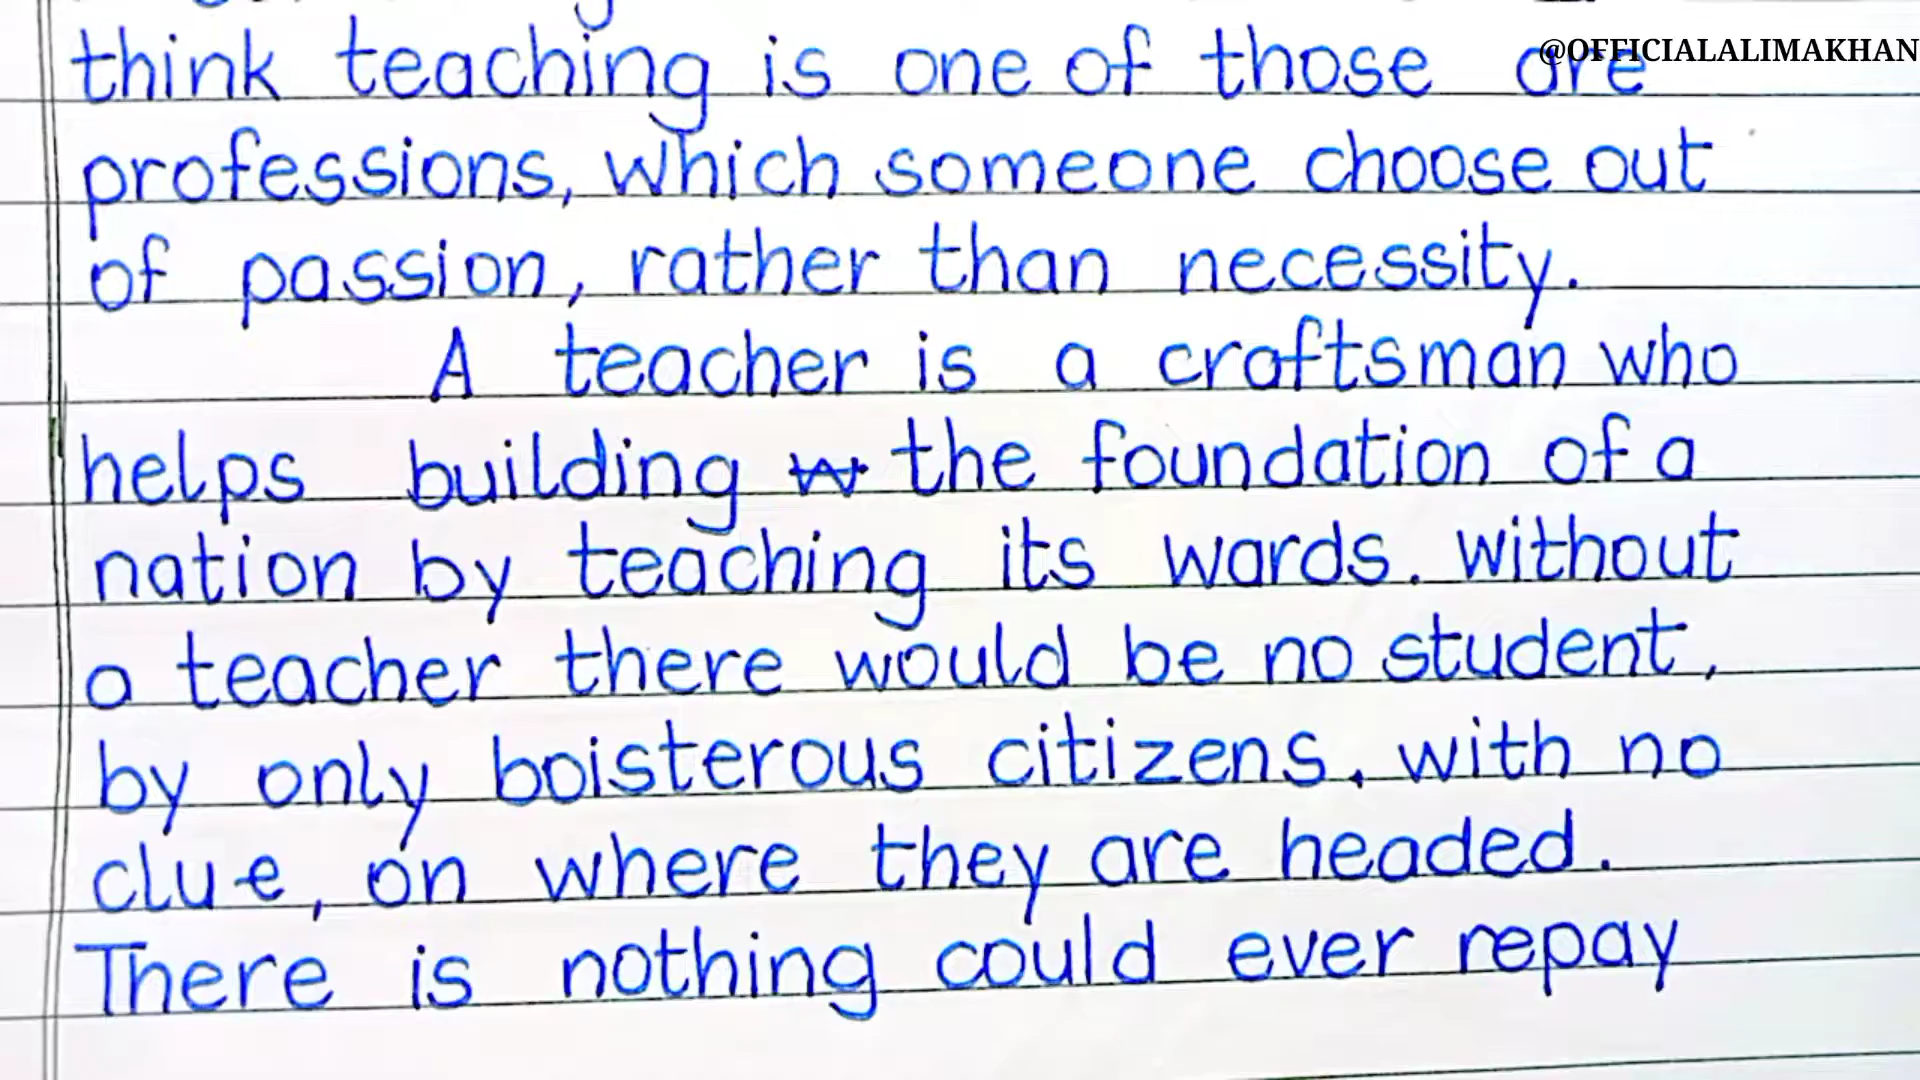 @OFFICIALALIMAKHAN
think teaching is one of those are
professions, which someone choose out
of passion, rather than necessity.
A teacher is a craftsman who
helps building the foundation of a
nation by teaching its wards. without
a teacher there would be no student,
by only boisterous citizens, with no
clue, on where they are headed.
There is nothing could ever repay